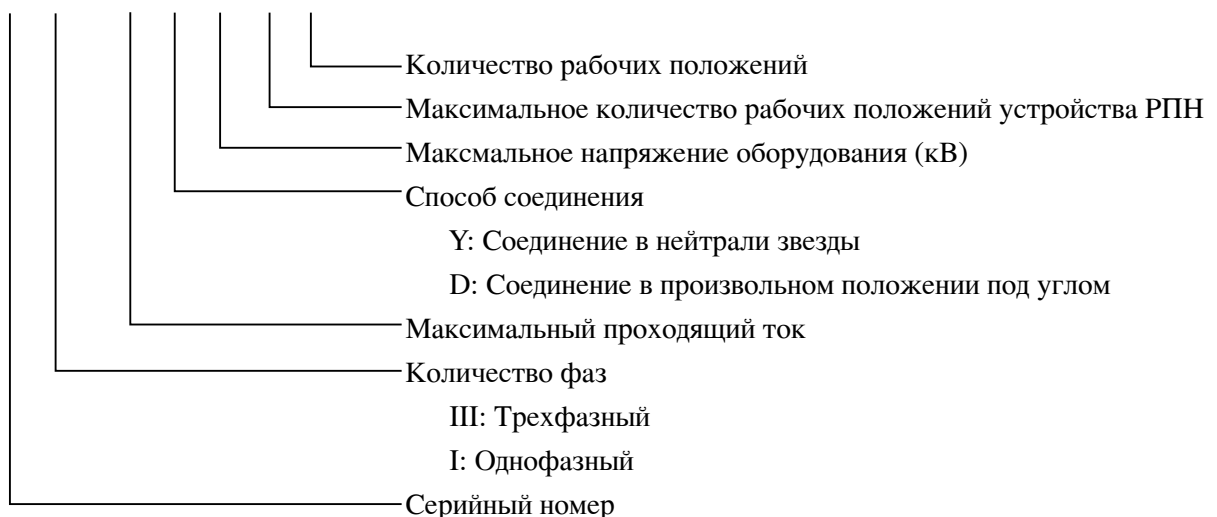 Количество рабочих положений
Максимальное количество рабочих положений устройства РПН
Максмальное напряжение оборудования (кВ)
Способ соединения
Y: Соединение в нейтрали звезды
D: Соединение в произвольном положении под углом
Максимальный проходящий ток
Количество фаз
III: Трехфазный
I: Однофазный
Серийный номер